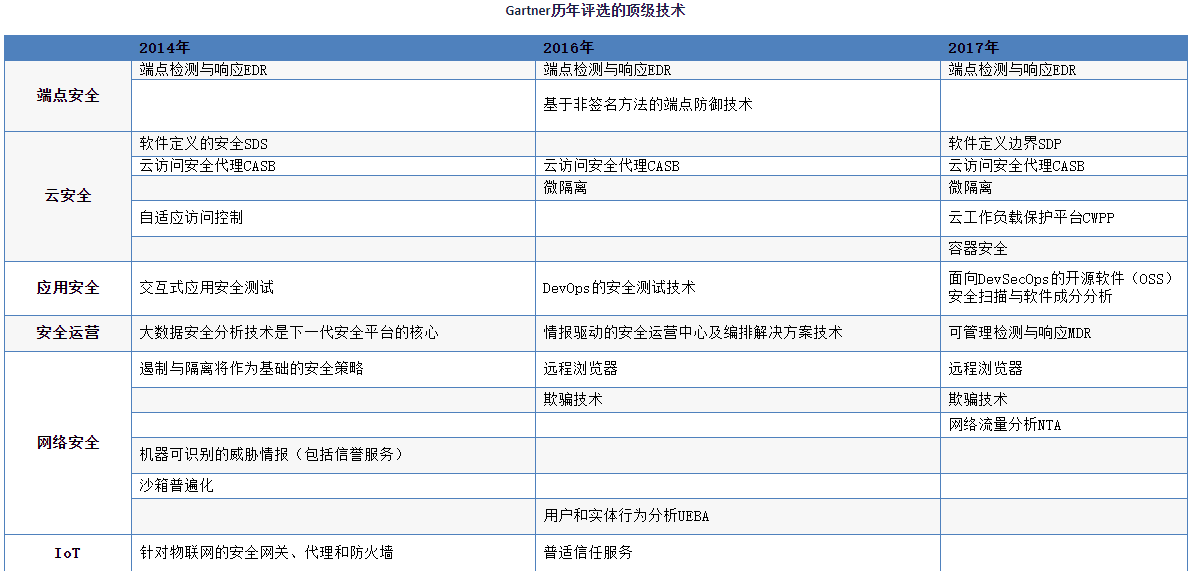 Gartner历年评选的顶级技术
2014年 2016年 2017年
端点安全
端点检测与响应EDR 端点检测与响应EDR 端点检测与响应EDR
基于非签名方法的端点防御技术
云安全
软件定义的安全SDS 软件定义边界SDP
云访问安全代理CASB 云访问安全代理CASB 云访问安全代理CASB
微隔离 微隔离
自适应访问控制 云工作负载保护平台CWPP
容器安全
应用安全 交互式应用安全测试 DevOps的安全测试技术 面向DevSecOps的开源软件（OSS）
安全扫描与软件成分分析
安全运营 大数据安全分析技术是下一代安全平台的核心 情报驱动的安全运营中心及编排解决方案技术 可管理检测与响应MDR
网络安全
遏制与隔离将作为基础的安全策略 远程浏览器 远程浏览器
欺骗技术 欺骗技术
网络流量分析NTA
机器可识别的威胁情报（包括信誉服务）
沙箱普遍化
用户和实体行为分析UEBA
IoT 针对物联网的安全网关、代理和防火墙 普适信任服务